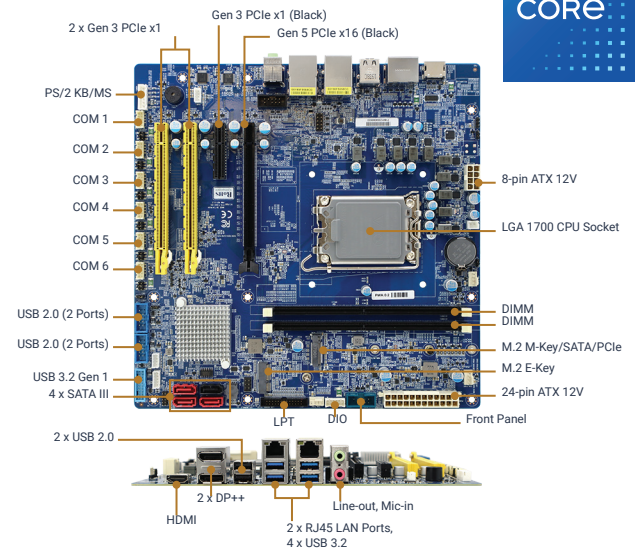 CORE
Gen 3 PCIe x1 (Black)
2 x Gen 3 PCIe x1
Gen 5 PCIe x16 (Black)
PS/2 KB/MS
COM 1
COM 2
COM 3
COM 4
COM 5
COM 6
8-pin ATX 12V
LGA 1700 CPU Socket
RoHS
CE
USB 2.0 (2 Ports)
USB 2.0 (2 Ports)
USB 3.2 Gen 1
4 x SATA III
DIMM
DIMM
M.2 M-Key/SATA/PCIe
M.2 E-Key
24-pin ATX 12V
Front Panel
LPT
DIO
2 x USB 2.0
2 x DP++
HDMI
Line-out, Mic-in
2 x RJ45 LAN Ports,
4 x USB 3.2